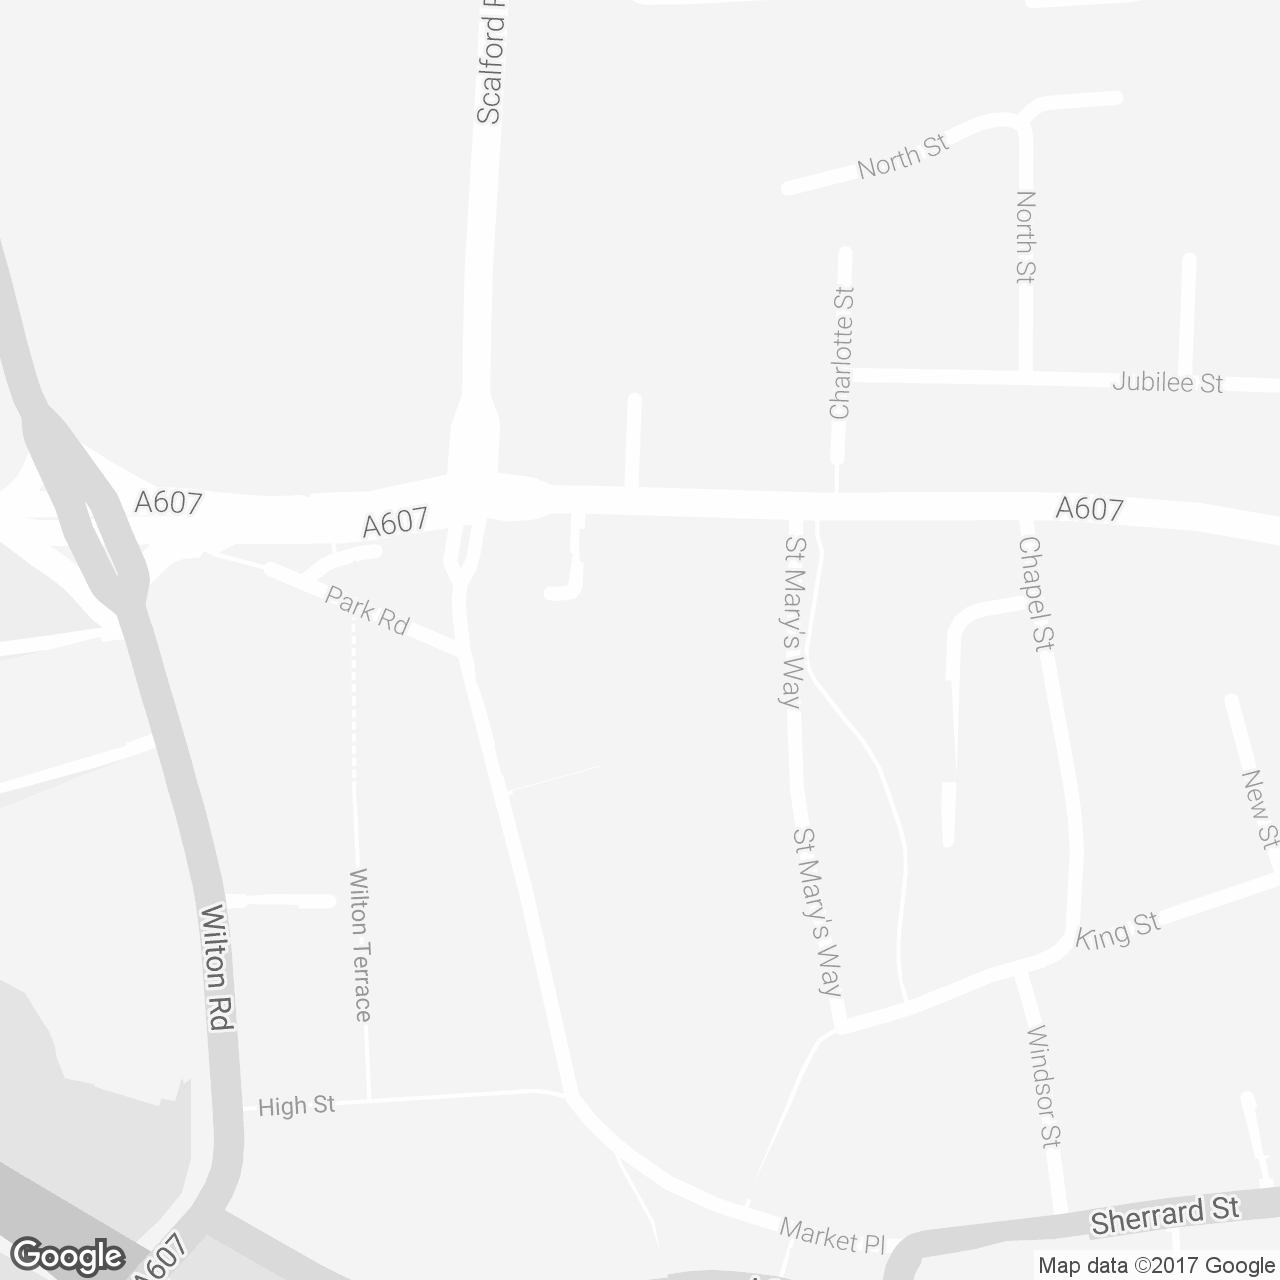 Scalford R
North St
North St
Charlotte St
Jubilee St
A607
A607
A607
Park Rd
St Mary's Way
Chapel St
New St
St Mary's Way
King St
Wilton Terrace
Wilton Rd
Windsor St
High St
Sherrard St
Market Pl
A607
Google
Map data ©2017 Google